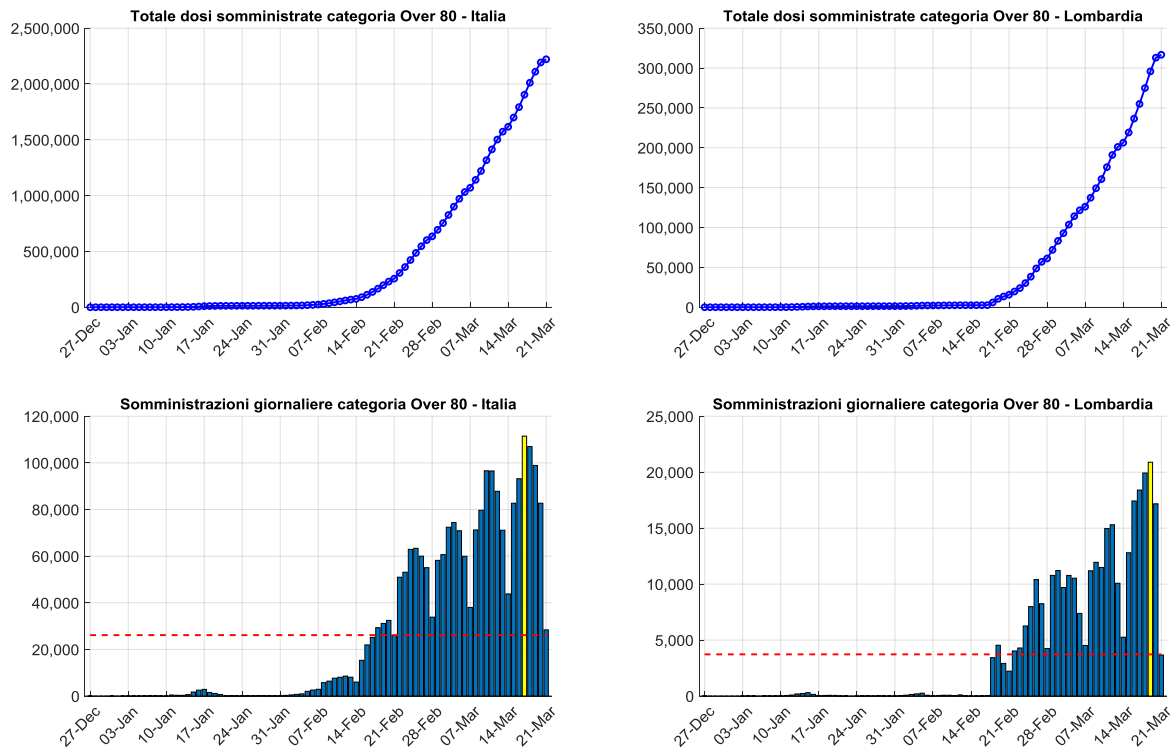 Totale dosi somministrate categoria Over 80 - Italia
2,500,000
2,000,000
1,500,000
1,000,000
500,000
0
27-Dec
03-Jan
10-Jan
17-Jan
24-Jan
31-Jan
07-Feb
14-Feb
21-Feb
28-Feb
07-Mar
14-Mar
21-Mar
Totale dosi somministrate categoria Over 80 - Lombardia
350,000
300,000
250,000
200,000
150,000
100,000
50,000
0
27-Dec
03-Jan
10-Jan
17-Jan
24-Jan
31-Jan
07-Feb
14-Feb
21-Feb
28-Feb
07-Mar
14-Mar
21-Mar
Somministrazioni giornaliere categoria Over 80 - Italia
120,000
100,000
80,000
60,000
40,000
20,000
0
27-Dec
03-Jan
10-Jan
17-Jan
24-Jan
31-Jan
07-Feb
14-Feb
21-Feb
28-Feb
07-Mar
14-Mar
21-Mar
Somministrazioni giornaliere categoria Over 80 - Lombardia
25,000
20,000
15,000
10,000
5,000
0
27-Dec
03-Jan
10-Jan
17-Jan
24-Jan
31-Jan
07-Feb
14-Feb
21-Feb
28-Feb
07-Mar
14-Mar
21-Mar